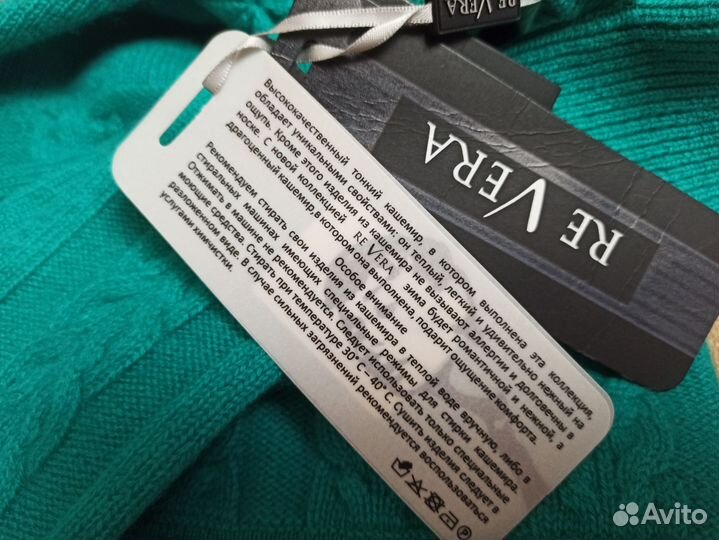 RE VERA
RE VERA
Высококачественный тонкий кашемир, в котором выполнена эта коллекция,
обладает уникальными свойствами: он теплый, легкий и удивительно нежный на
ощупь. Кроме этого изделия из кашемира не вызывают аллергии и долговечны в
носке. С новой коллекцией RE VERA зима будет романтичной и нежной, а
драгоценный кашемир, в котором она выполнена, подарит ощущение комфорта.
Особое внимание
Рекомендуем стирать свои изделия из кашемира в теплой воде вручную, либо в
стиральных машинах, имеющих специальные режимы для стирки кашемира.
Отжимать в машине не рекомендуется. Следует использовать только специальные
моющие средства. Стирать при температуре 30° C – 40° C. Сушить изделия следует в
разложенном виде. В случае сильных загрязнений рекомендуется воспользоваться
услугами химчистки.
Avito